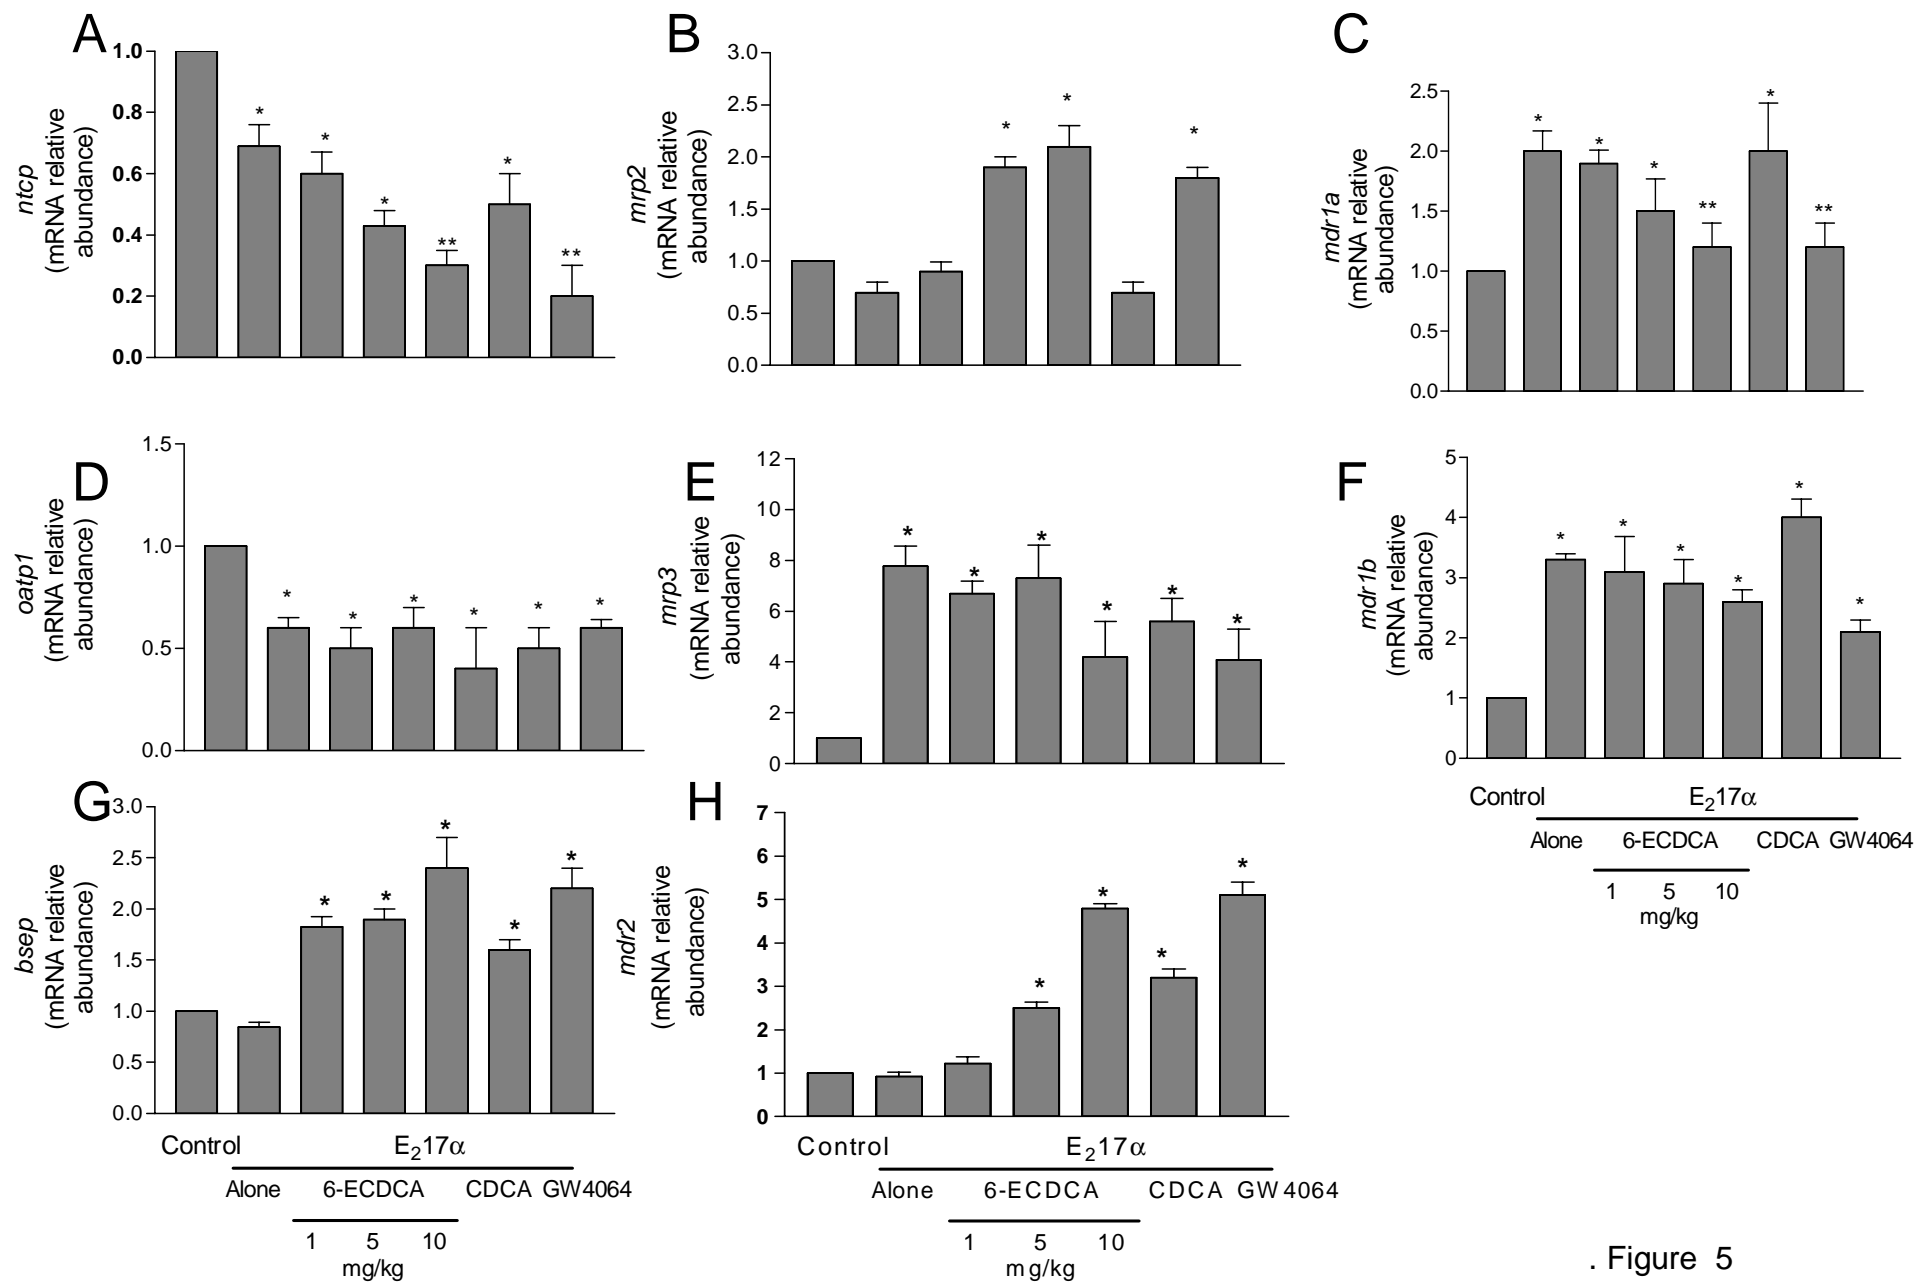 A
ntcp
(mRNA relative
abundance)
1.0
0.8
0.6
0.4
0.2
0.0
*
*
*
**
*
**
B
mrp2
(mRNA relative
abundance)
3.0
2.5
2.0
1.5
1.0
0.5
0.0
*
*
*
C
mdr1a
(mRNA relative
abundance)
2.5
2.0
1.5
1.0
0.5
0.0
*
*
*
**
*
**
D
oatp1
(mRNA relative
abundance)
1.5
1.0
0.5
0.0
*
*
*
*
*
*
E
mrp3
(mRNA relative
abundance)
12
10
8
6
4
2
0
*
*
*
*
*
*
F
mdr1b
(mRNA relative
abundance)
5
4
3
2
1
0
*
*
*
*
*
*
Control E₂17α
Alone 6-ECDCA CDCA GW4064
1 5 10
mg/kg
G
bsep
(mRNA relative
abundance)
3.0
2.5
2.0
1.5
1.0
0.5
0.0
*
*
*
*
*
Control E₂17α
Alone 6-ECDCA CDCA GW4064
1 5 10
mg/kg
H
mdr2
(mRNA relative
abundance)
7
6
5
4
3
2
1
0
*
*
*
*
Control E₂17α
Alone 6-ECDCA CDCA GW4064
1 5 10
mg/kg
. Figure 5